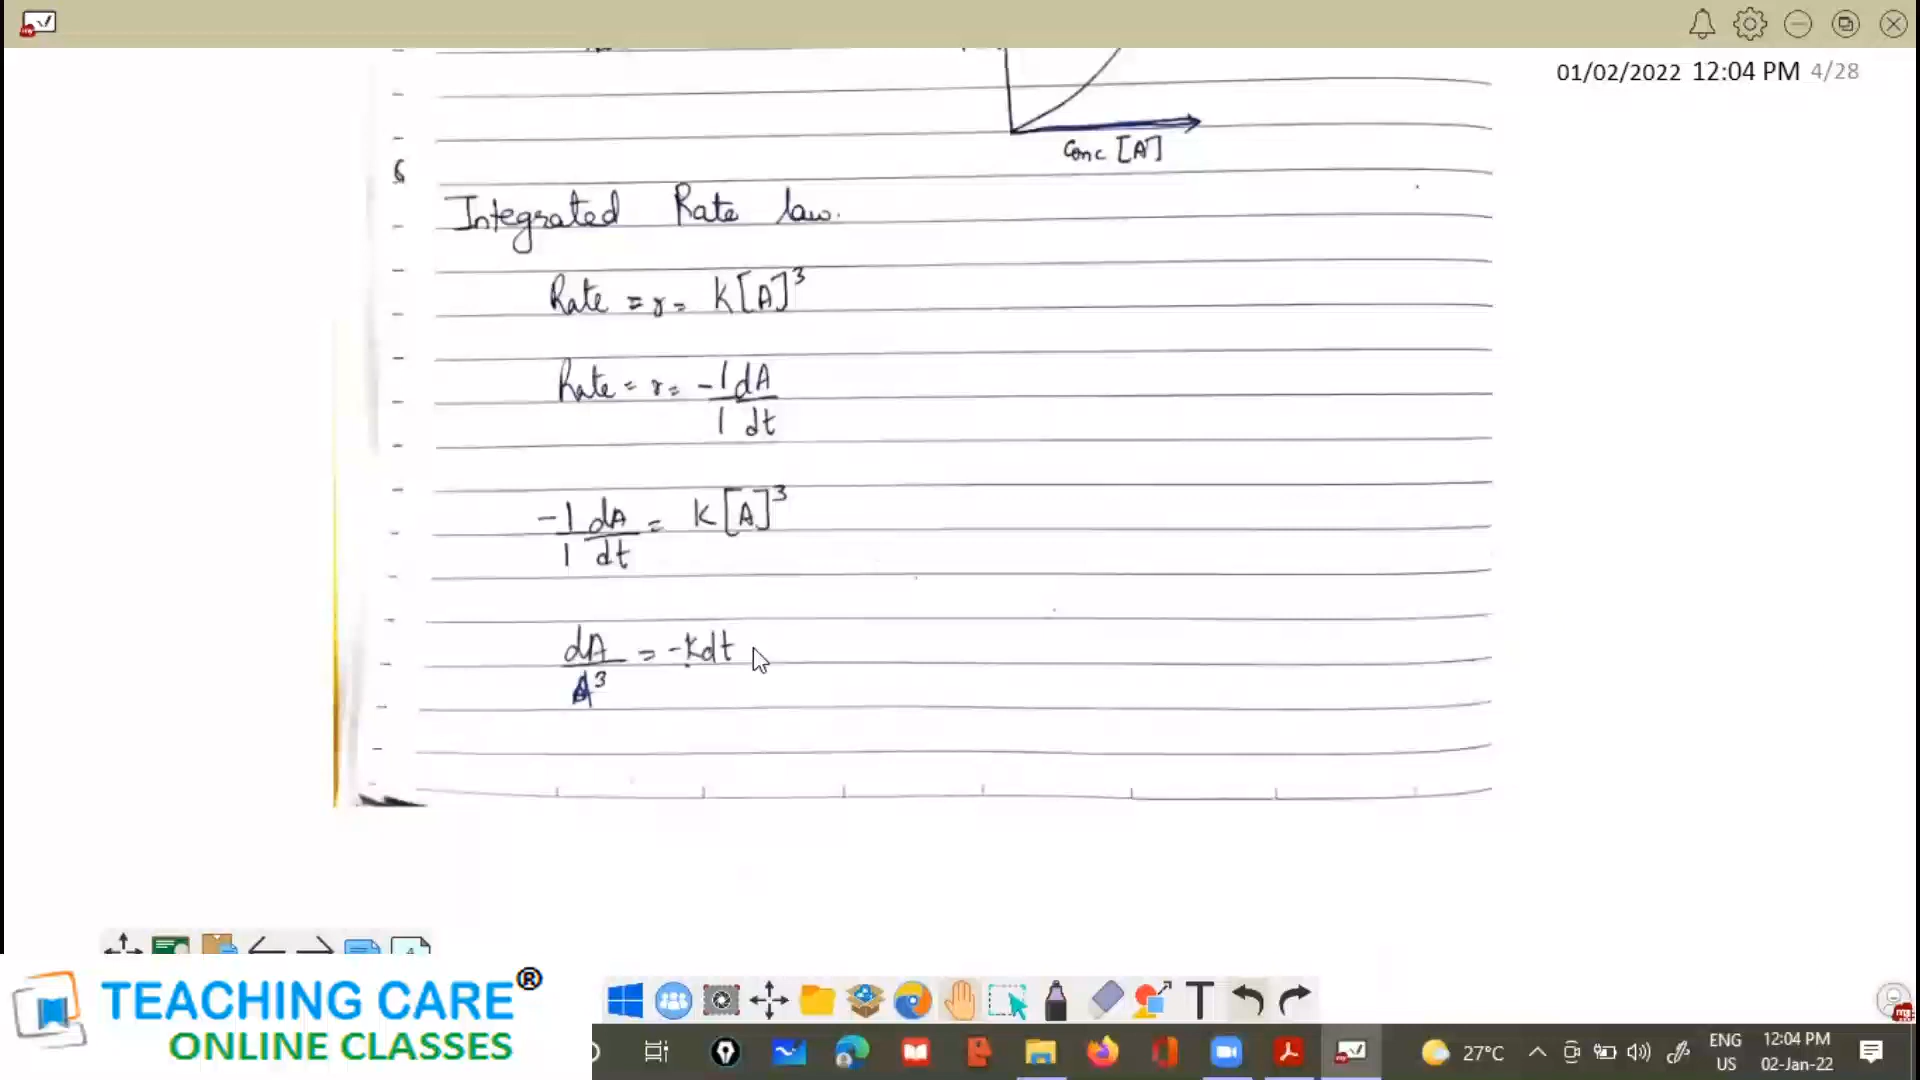 01/02/2022 12:04 PM 4/28
Conc [A]
6
Integrated Rate law.
Rate = r = K[A]³
Rate = r = -1/1 dA/dt
-1/1 dA/dt = K[A]³
dA/A³ = -kdt
TEACHING CARE®
ONLINE CLASSES
T
27°C
ENG
US
12:04 PM
02-Jan-22